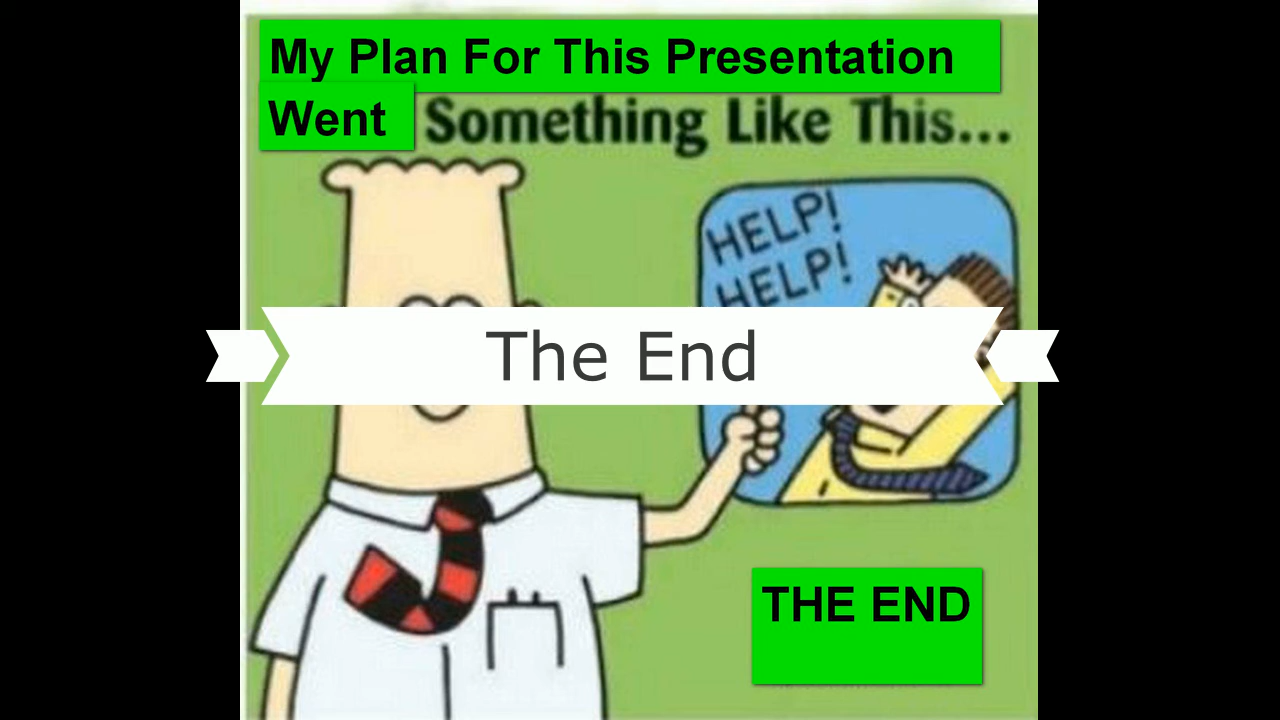 My Plan For This Presentation
Went Something Like This...
HELP!
HELP!
The End
THE END